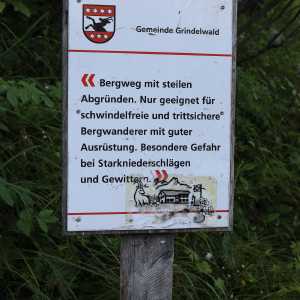 Gemeinde Grindelwald
« Bergweg mit steilen
Abgründen. Nur geeignet für
schwindelfreie und trittsichere
Bergwanderer mit guter
Ausrüstung. Besondere Gefahr
bei Starkniederschlägen
und Gewittern. »